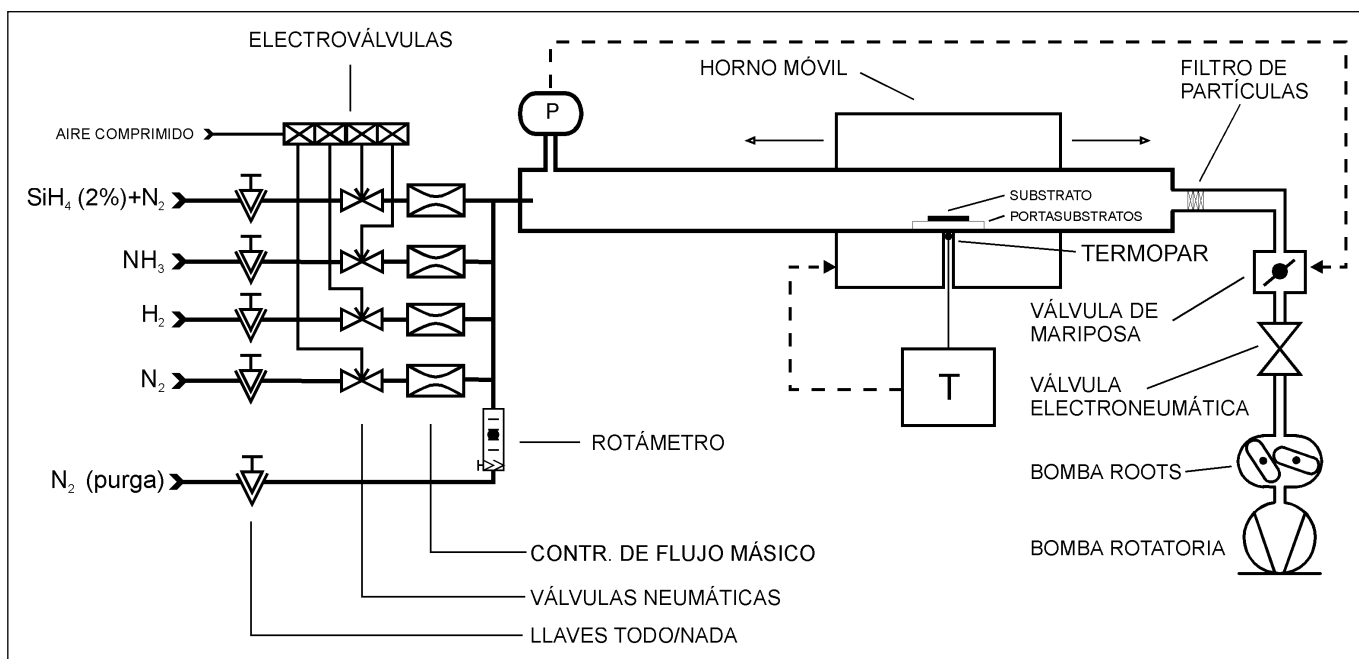 ELECTROVÁLVULAS
HORNO MÓVIL
FILTRO DE
PARTÍCULAS
P
AIRE COMPRIMIDO
SiH₄ (2%)+N₂
SUBSTRATO
PORTASUBSTRATOS
NH₃
TERMOPAR
H₂
VÁLVULA DE
MARIPOSA
N₂
T
VÁLVULA
ELECTRONEUMÁTICA
ROTÁMETRO
N₂ (purga)
BOMBA ROOTS
CONTR. DE FLUJO MÁSICO
BOMBA ROTATORIA
VÁLVULAS NEUMÁTICAS
LLAVES TODO/NADA